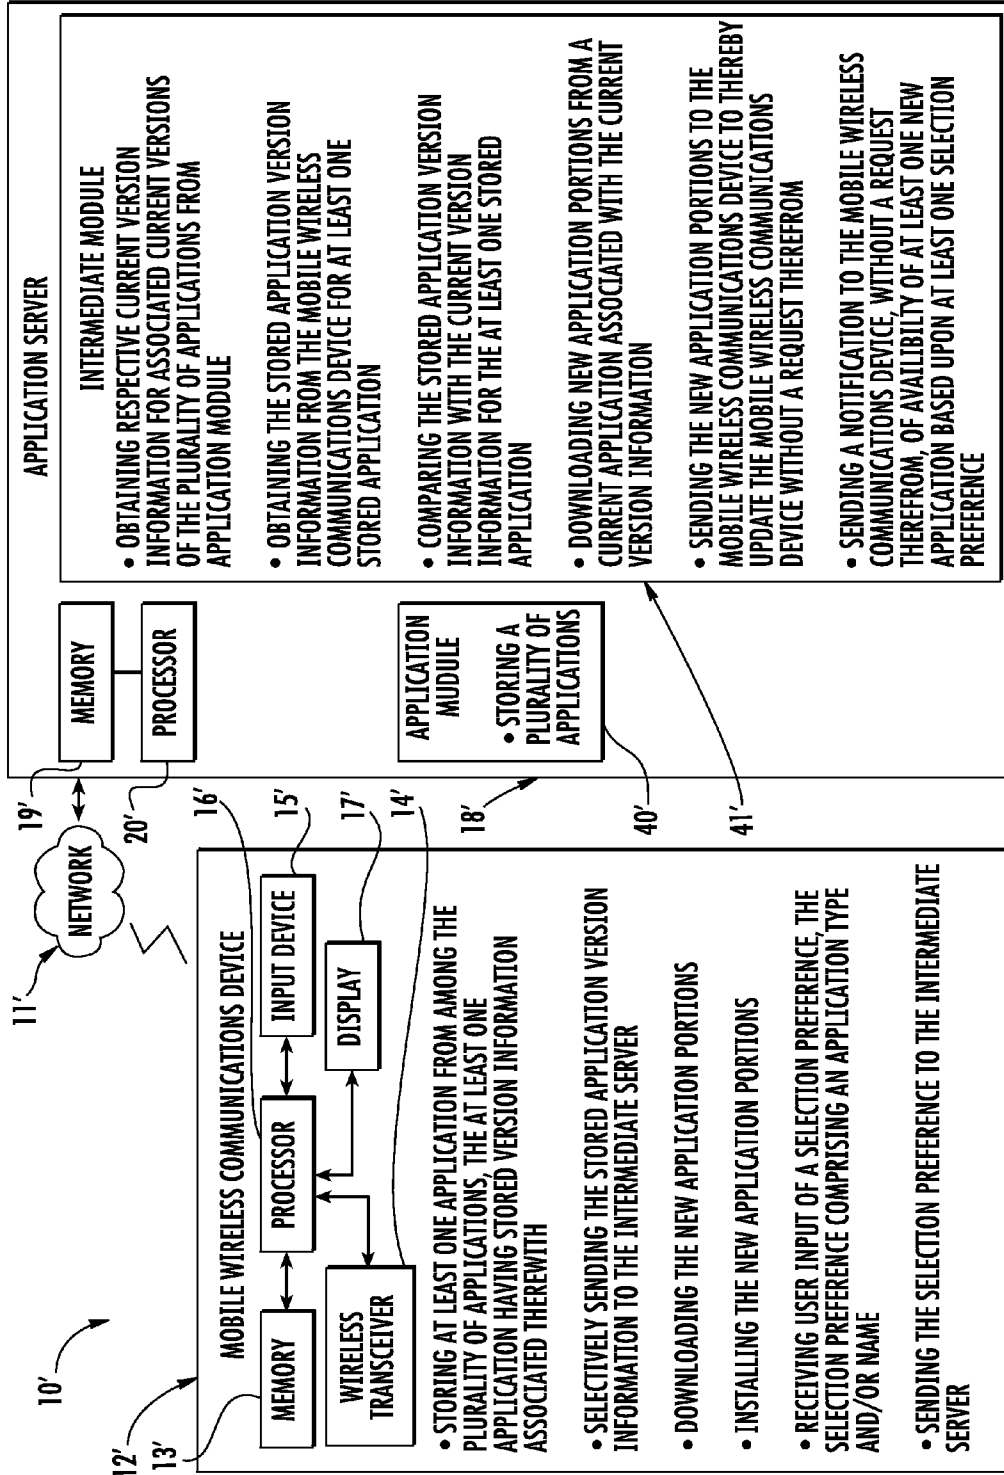 10'
11'
NETWORK
12'
MOBILE WIRELESS COMMUNICATIONS DEVICE
13'
MEMORY
PROCESSOR
16'
INPUT DEVICE
15'
WIRELESS
TRANSCEIVER
14'
DISPLAY
17'
• STORING AT LEAST ONE APPLICATION FROM AMONG THE
PLURALITY OF APPLICATIONS, THE AT LEAST ONE
APPLICATION HAVING STORED VERSION INFORMATION
ASSOCIATED THEREWITH
• SELECTIVELY SENDING THE STORED APPLICATION VERSION
INFORMATION TO THE INTERMEDIATE SERVER
• DOWNLOADING THE NEW APPLICATION PORTIONS
• INSTALLING THE NEW APPLICATION PORTIONS
• RECEIVING USER INPUT OF A SELECTION PREFERENCE, THE
SELECTION PREFERENCE COMPRISING AN APPLICATION TYPE
AND/OR NAME
• SENDING THE SELECTION PREFERENCE TO THE INTERMEDIATE
SERVER
APPLICATION SERVER
19'
MEMORY
20'
PROCESSOR
18'
APPLICATION
MUDULE
• STORING A
PLURALITY OF
APPLICATIONS
40'
41'
INTERMEDIATE MODULE
• OBTAINING RESPECTIVE CURRENT VERSION
INFORMATION FOR ASSOCIATED CURRENT VERSIONS
OF THE PLURALITY OF APPLICATIONS FROM
APPLICATION MODULE
• OBTAINING THE STORED APPLICATION VERSION
INFORMATION FROM THE MOBILE WIRELESS
COMMUNICATIONS DEVICE FOR AT LEAST ONE
STORED APPLICATION
• COMPARING THE STORED APPLICATION VERSION
INFORMATION WITH THE CURRENT VERSION
INFORMATION FOR THE AT LEAST ONE STORED
APPLICATION
• DOWNLOADING NEW APPLICATION PORTIONS FROM A
CURRENT APPLICATION ASSOCIATED WITH THE CURRENT
VERSION INFORMATION
• SENDING THE NEW APPLICATION PORTIONS TO THE
MOBILE WIRELESS COMMUNICATIONS DEVICE TO THEREBY
UPDATE THE MOBILE WIRELESS COMMUNICATIONS
DEVICE WITHOUT A REQUEST THEREFROM
• SENDING A NOTIFICATION TO THE MOBILE WIRELESS
COMMUNICATIONS DEVICE, WITHOUT A REQUEST
THEREFROM, OF AVAILIBILITY OF AT LEAST ONE NEW
APPLICATION BASED UPON AT LEAST ONE SELECTION
PREFERENCE